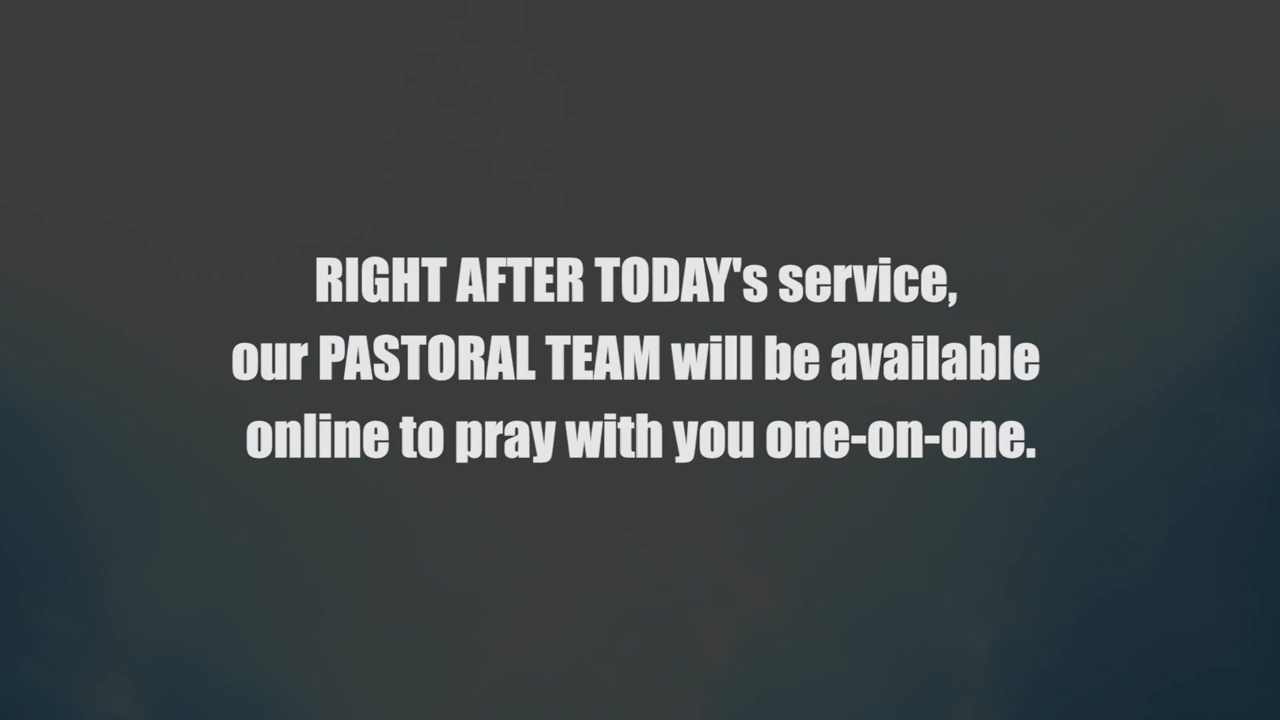 RIGHT AFTER TODAY's service,
our PASTORAL TEAM will be available
online to pray with you one-on-one.